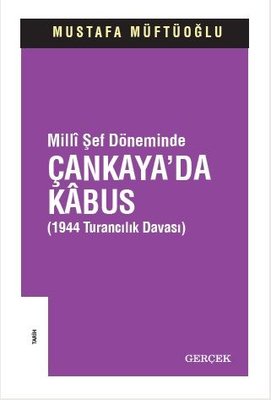 MUSTAFA MÜFTÜOĞLU
Millî Şef Döneminde
ÇANKAYA'DA
KÂBUS
(1944 Turancılık Davası)
TARİH
GERÇEK